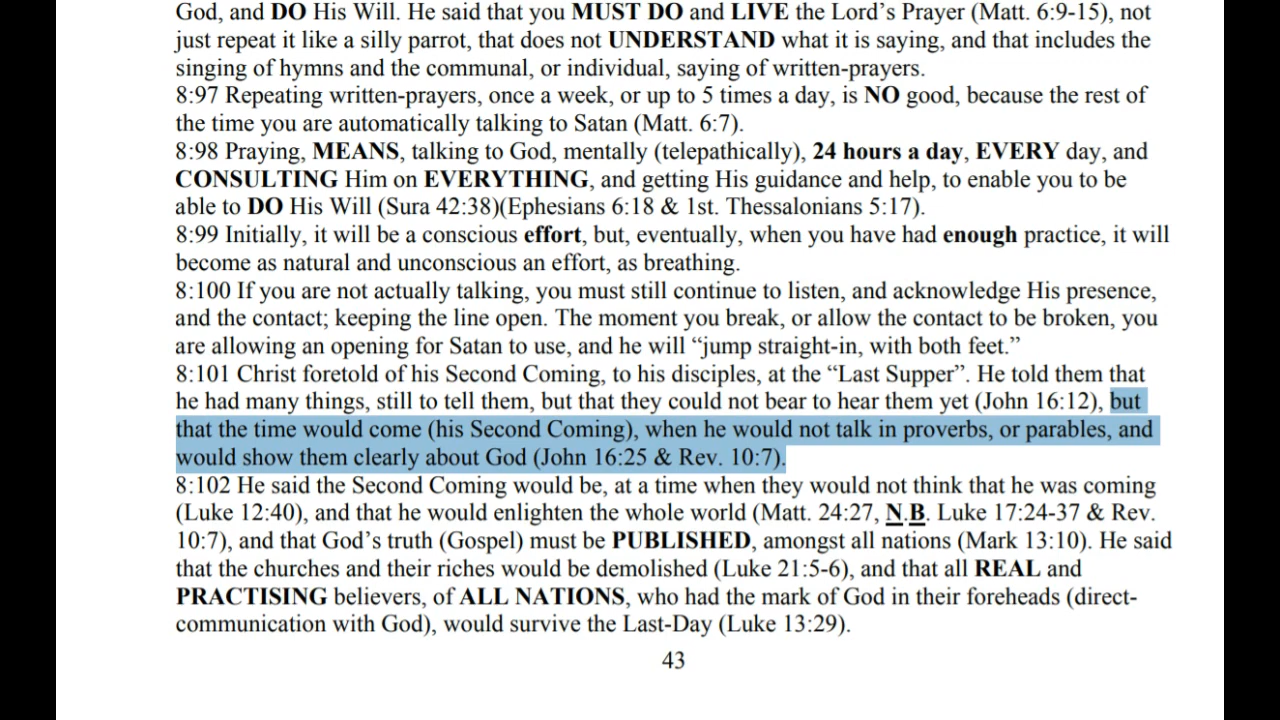 God, and DO His Will. He said that you MUST DO and LIVE the Lord’s Prayer (Matt. 6:9-15), not
just repeat it like a silly parrot, that does not UNDERSTAND what it is saying, and that includes the
singing of hymns and the communal, or individual, saying of written-prayers.
8:97 Repeating written-prayers, once a week, or up to 5 times a day, is NO good, because the rest of
the time you are automatically talking to Satan (Matt. 6:7).
8:98 Praying, MEANS, talking to God, mentally (telepathically), 24 hours a day, EVERY day, and
CONSULTING Him on EVERYTHING, and getting His guidance and help, to enable you to be
able to DO His Will (Sura 42:38)(Ephesians 6:18 & 1st. Thessalonians 5:17).
8:99 Initially, it will be a conscious effort, but, eventually, when you have had enough practice, it will
become as natural and unconscious an effort, as breathing.
8:100 If you are not actually talking, you must still continue to listen, and acknowledge His presence,
and the contact; keeping the line open. The moment you break, or allow the contact to be broken, you
are allowing an opening for Satan to use, and he will “jump straight-in, with both feet.”
8:101 Christ foretold of his Second Coming, to his disciples, at the “Last Supper”. He told them that
he had many things, still to tell them, but that they could not bear to hear them yet (John 16:12), but
that the time would come (his Second Coming), when he would not talk in proverbs, or parables, and
would show them clearly about God (John 16:25 & Rev. 10:7).
8:102 He said the Second Coming would be, at a time when they would not think that he was coming
(Luke 12:40), and that he would enlighten the whole world (Matt. 24:27, N.B. Luke 17:24-37 & Rev.
10:7), and that God’s truth (Gospel) must be PUBLISHED, amongst all nations (Mark 13:10). He said
that the churches and their riches would be demolished (Luke 21:5-6), and that all REAL and
PRACTISING believers, of ALL NATIONS, who had the mark of God in their foreheads (direct-
communication with God), would survive the Last-Day (Luke 13:29).
43